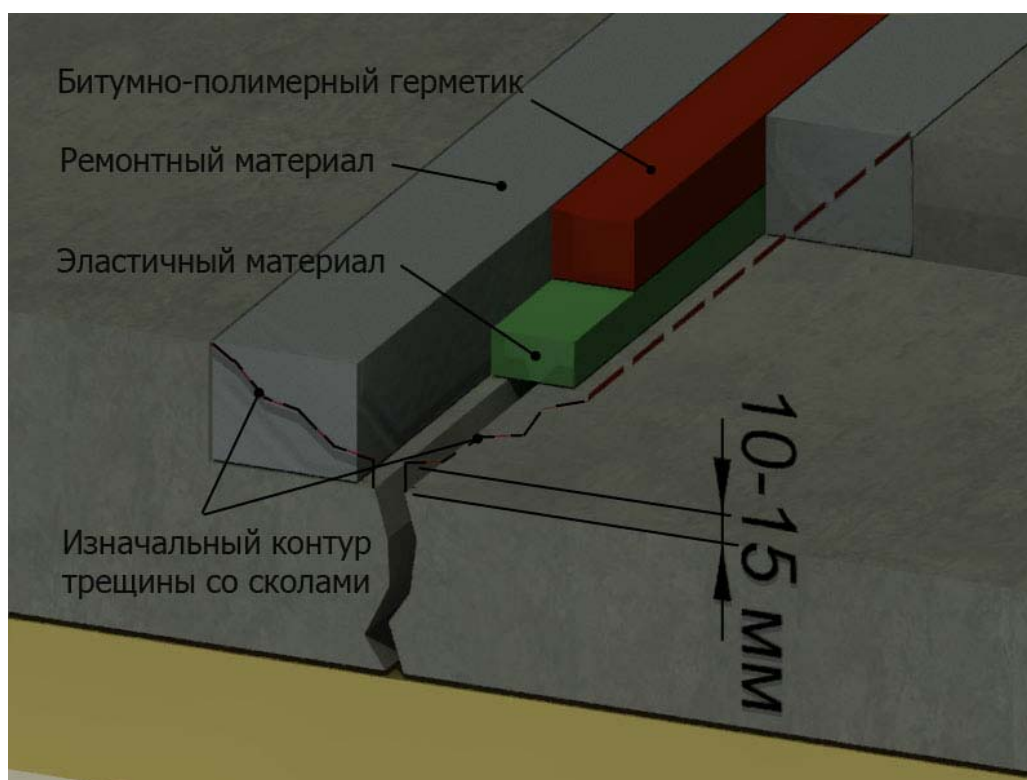 Битумно-полимерный герметик
Ремонтный материал
Эластичный материал
Изначальный контур
трещины со сколами
10-15 мм